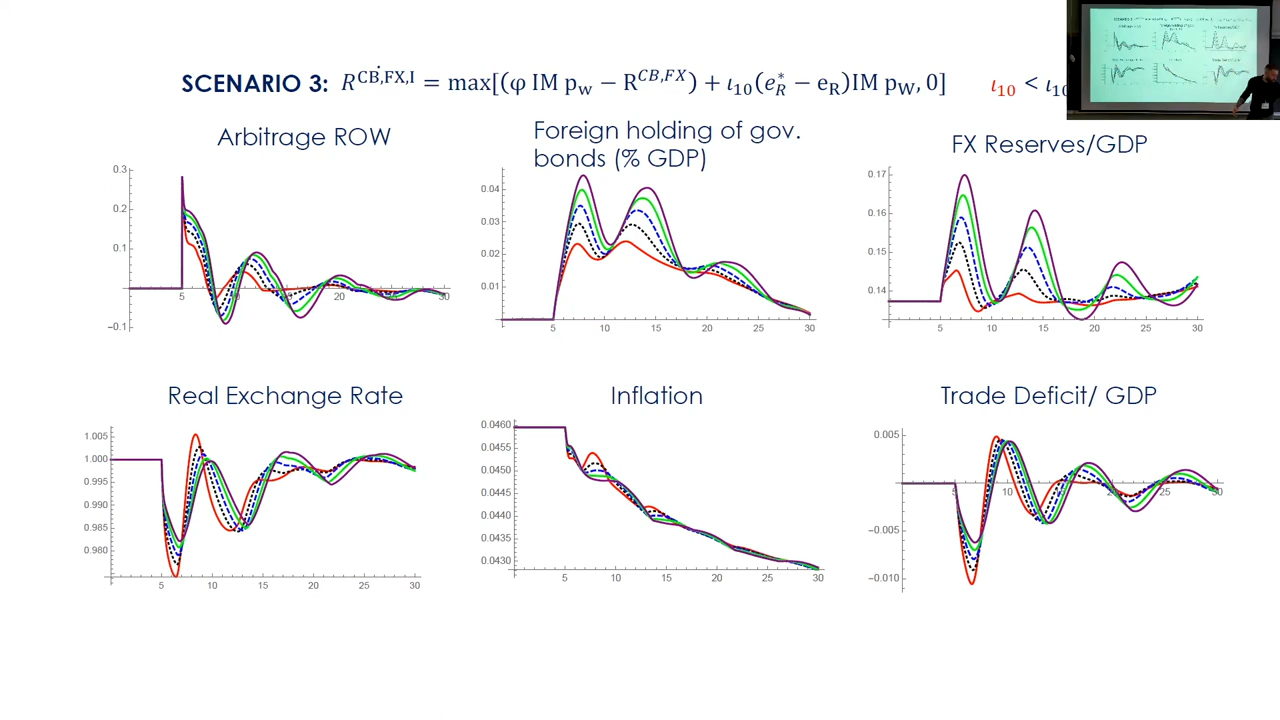 SCENARIO 3: R^{CB,FX,I} = max[(φ IM p_w − R^{CB,FX}) + ι_10(e*_R − e_R)IM p_W, 0]
ι_10 < ι_10
Arbitrage ROW
0.3
0.2
0.1
−0.1
5
20
30
Foreign holding of gov.
bonds (% GDP)
0.04
0.03
0.02
0.01
5 10 15 20 25 30
FX Reserves/GDP
0.17
0.16
0.15
0.14
5 10 15 20 25 30
Real Exchange Rate
1.005
1.000
0.995
0.990
0.985
0.980
5 10 15 20 25 30
Inflation
0.0460
0.0455
0.0450
0.0445
0.0440
0.0435
0.0430
5 10 15 20 25 30
Trade Deficit/ GDP
0.005
−0.005
−0.010
5 10 25 30